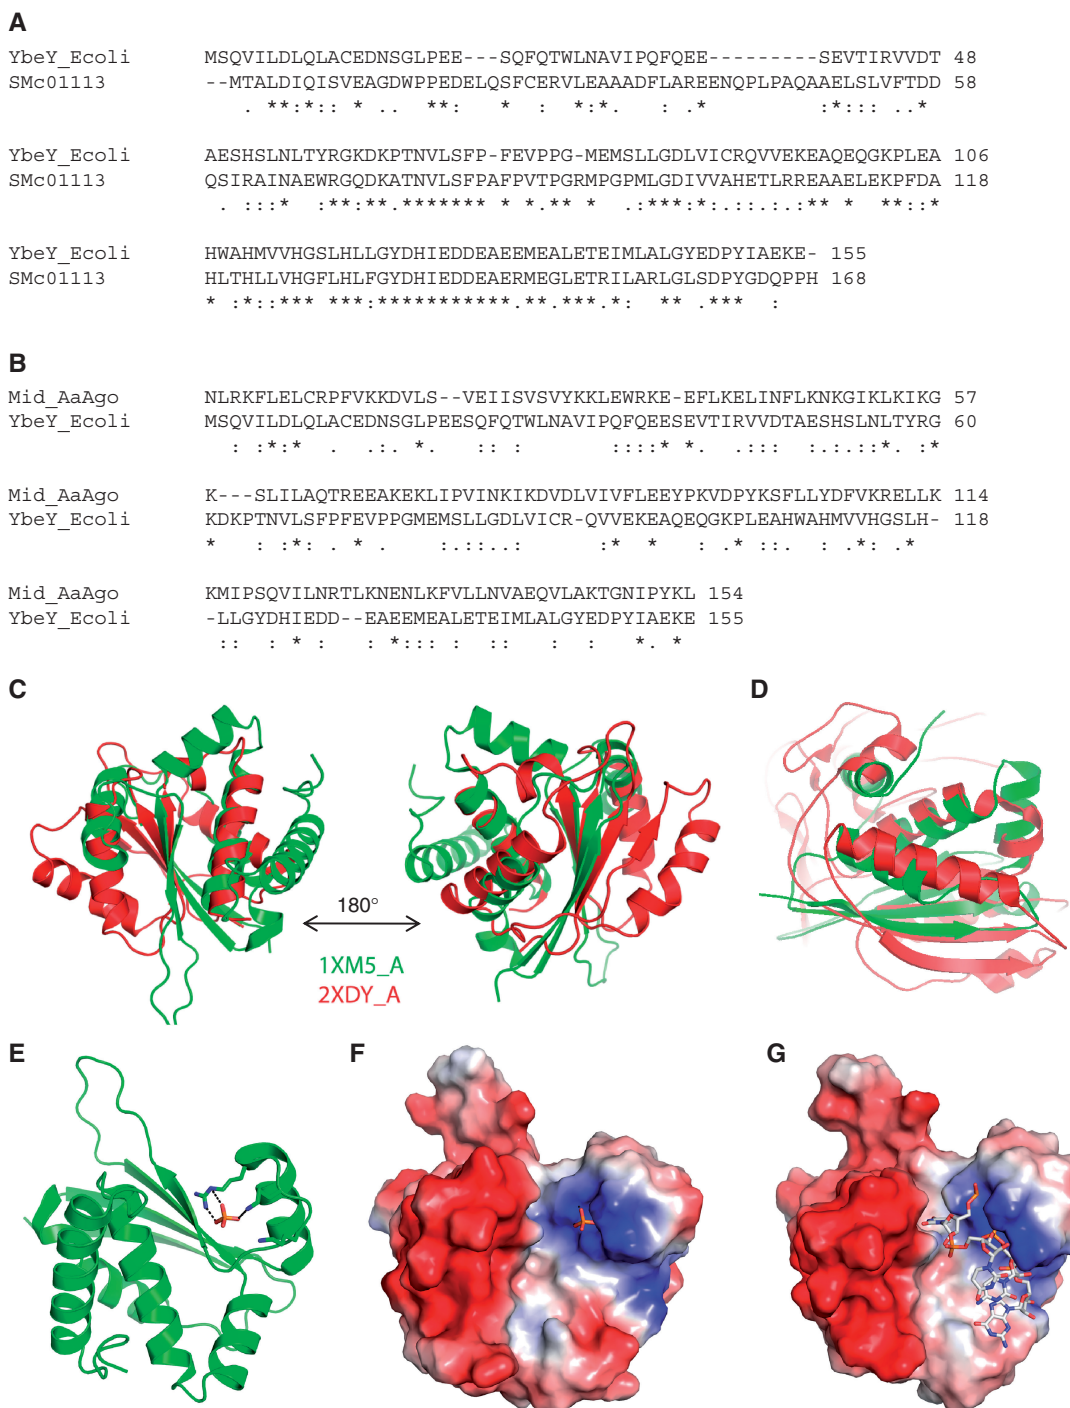 A
YbeY_Ecoli MSQVILDLQLACEDNSGLPEE---SQFQTWLNAVIPQFQEE---------SEVTIRVVDT 48
SMc01113 --MTALDIQISVEAGDWPPEDELQSFCERVLEAAADFLAREENQPLPAQAAELSLVFTDD 58
. **:*:: * .. **: * : :*. : .* :*::: ..*
YbeY_Ecoli AESHSLNLTYRGKDKPTNVLSFP-FEVPPG-MEMSLLGDLVICRQVVEKEAQEQGKPLEA 106
SMc01113 QSIRAINAEWRGQDKATNVLSFPAFPVTPGRMPGPMLGDIVVAHETLRREAAELEKPFDA 118
. :::* :**:**.******* * *.** * .:***:*:.::.:.:** * **::*
YbeY_Ecoli HWAHMVVHGSLHLLGYDHIEDDEAEEMEALETEIMLALGYEDPYIAEKE- 155
SMc01113 HLTHLLVHGFLHLFGYDHIEDDEAERMEGLETRILARLGLSDPYGDQPPH 168
* :*::*** ***:***********.**.***.*: ** .*** :
B
Mid_AaAgo NLRKFLELCRPFVKKDVLS--VEIISVSVYKKLEWRKE-EFLKELINFLKNKGIKLKIKG 57
YbeY_Ecoli MSQVILDLQLACEDNSGLPEESQFQTWLNAVIPQFQEESEVTIRVVDTAESHSLNLTYRG 60
: :*:* . .:. *. :: : ::::* *. .::: :.:.::*. :*
Mid_AaAgo K---SLILAQTREEAKEKLIPVINKIKDVDLVIVFLEEYPKVDPYKSFLLYDFVKRELLK 114
YbeY_Ecoli KDKPTNVLSFPFEVPPGMEMSLLGDLVICR-QVVEKEAQEQGKPLEAHWAHMVVHGSLH- 118
* : :*: * . :.::..: :* * : .* ::. : .*: .*
Mid_AaAgo KMIPSQVILNRTLKNENLKFVLLNVAEQVLAKTGNIPYKL 154
YbeY_Ecoli -LLGYDHIEDD--EAEEMEALETEIMLALGYEDPYIAEKE 155
:: : * : : *::: : :: : : *. *
C
D
180°
1XM5_A
2XDY_A
E
F
G